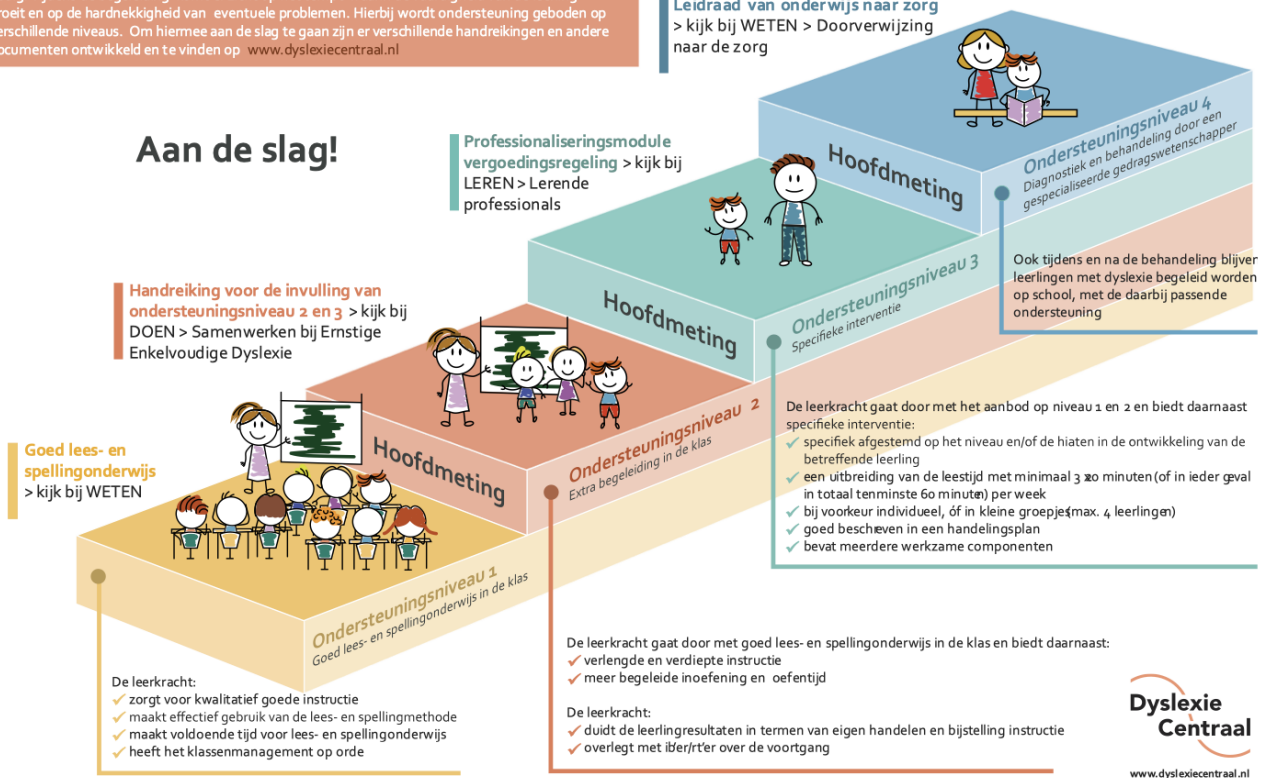 op de hardnekkigheid van eventuele problemen. Hierbij wordt ondersteuning geboden op
verschillende niveaus. Om hiermee aan de slag te gaan zijn er verschillende handreikingen en andere
documenten ontwikkeld en te vinden op www.dyslexiecentraal.nl
Leidraad van onderwijs naar zorg
> kijk bij WETEN > Doorverwijzing
naar de zorg
Aan de slag!
Professionaliseringsmodule
vergoedingsregeling > kijk bij
LEREN > Lerende
professionals
Handreiking voor de invulling van
ondersteuningsniveau 2 en 3 > kijk bij
DOEN > Samenwerken bij Ernstige
Enkelvoudige Dyslexie
Goed lees- en
spellingonderwijs
> kijk bij WETEN
Hoofdmeting
Ondersteuningsniveau 4
Diagnostiek en behandeling door een
gespecialiseerde gedragswetenschapper
Ook tijdens en na de behandeling blijven
leerlingen met dyslexie begeleid worden
op school, met de daarbij passende
ondersteuning
Hoofdmeting
Ondersteuningsniveau 3
Specifieke interventie
De leerkracht gaat door met het aanbod op niveau 1 en 2 en biedt daarnaast
specifieke interventie:
✓ specifiek afgestemd op het niveau en/of de hiaten in de ontwikkeling van de
betreffende leerling
✓ een uitbreiding van de leestijd met minimaal 3 x 20 minuten (of in ieder geval
in totaal tenminste 60 minuten) per week
✓ bij voorkeur individueel, óf in kleine groepjes (max. 4 leerlingen)
✓ goed beschreven in een handelingsplan
✓ bevat meerdere werkzame componenten
Hoofdmeting
Ondersteuningsniveau 2
Extra begeleiding in de klas
De leerkracht gaat door met goed lees- en spellingonderwijs in de klas en biedt daarnaast:
✓ verlengde en verdiepte instructie
✓ meer begeleide inoefening en oefentijd
De leerkracht:
✓ duidt de leerlingresultaten in termen van eigen handelen en bijstelling instructie
✓ overlegt met ib'er/rt'er over de voortgang
Ondersteuningsniveau 1
Goed lees- en spellingonderwijs in de klas
De leerkracht:
✓ zorgt voor kwalitatief goede instructie
✓ maakt effectief gebruik van de lees- en spellingmethode
✓ maakt voldoende tijd voor lees- en spellingonderwijs
✓ heeft het klassenmanagement op orde
Dyslexie
Centraal
www.dyslexiecentraal.nl